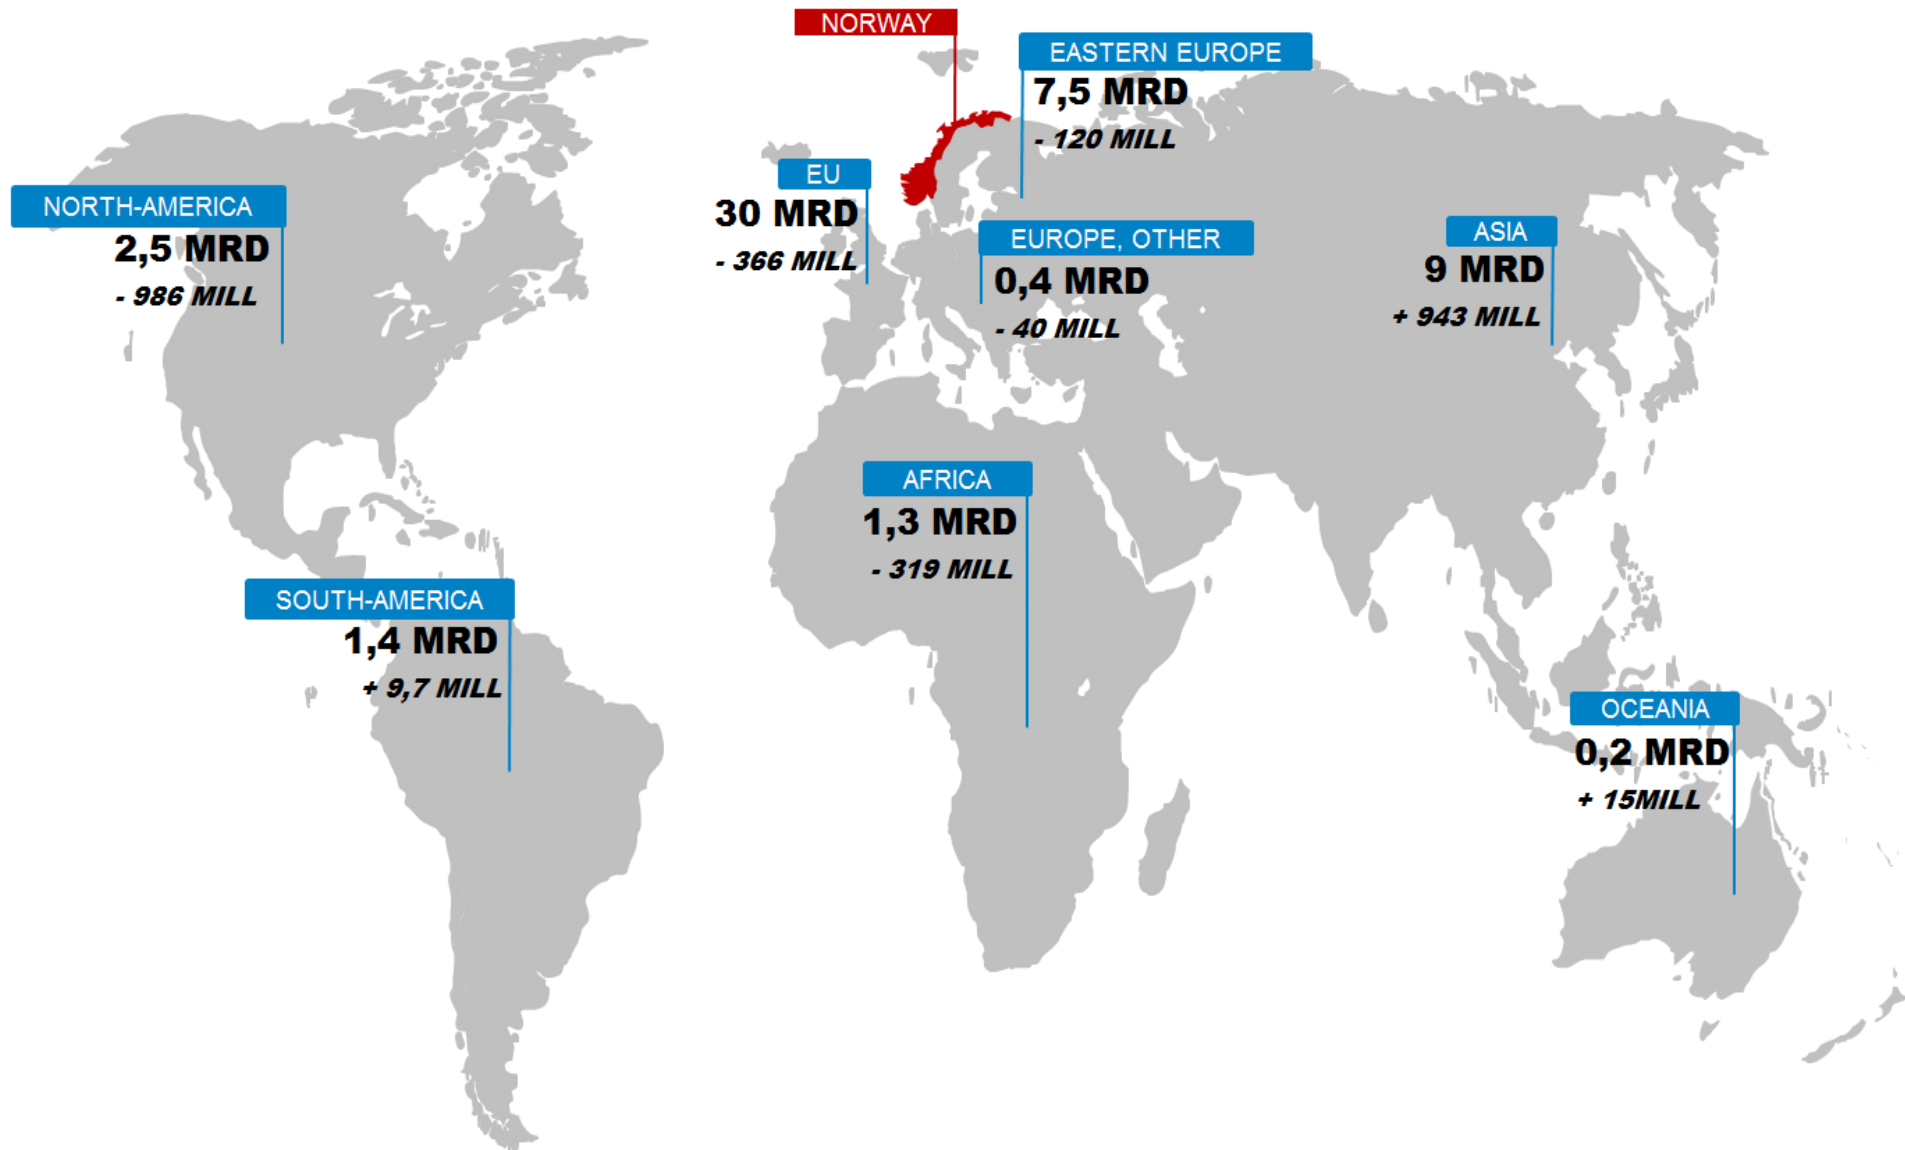 NORWAY
EASTERN EUROPE
7,5 MRD
- 120 MILL
EU
30 MRD
- 366 MILL
NORTH-AMERICA
2,5 MRD
- 986 MILL
EUROPE, OTHER
0,4 MRD
- 40 MILL
ASIA
9 MRD
+ 943 MILL
AFRICA
1,3 MRD
- 319 MILL
SOUTH-AMERICA
1,4 MRD
+ 9,7 MILL
OCEANIA
0,2 MRD
+ 15MILL